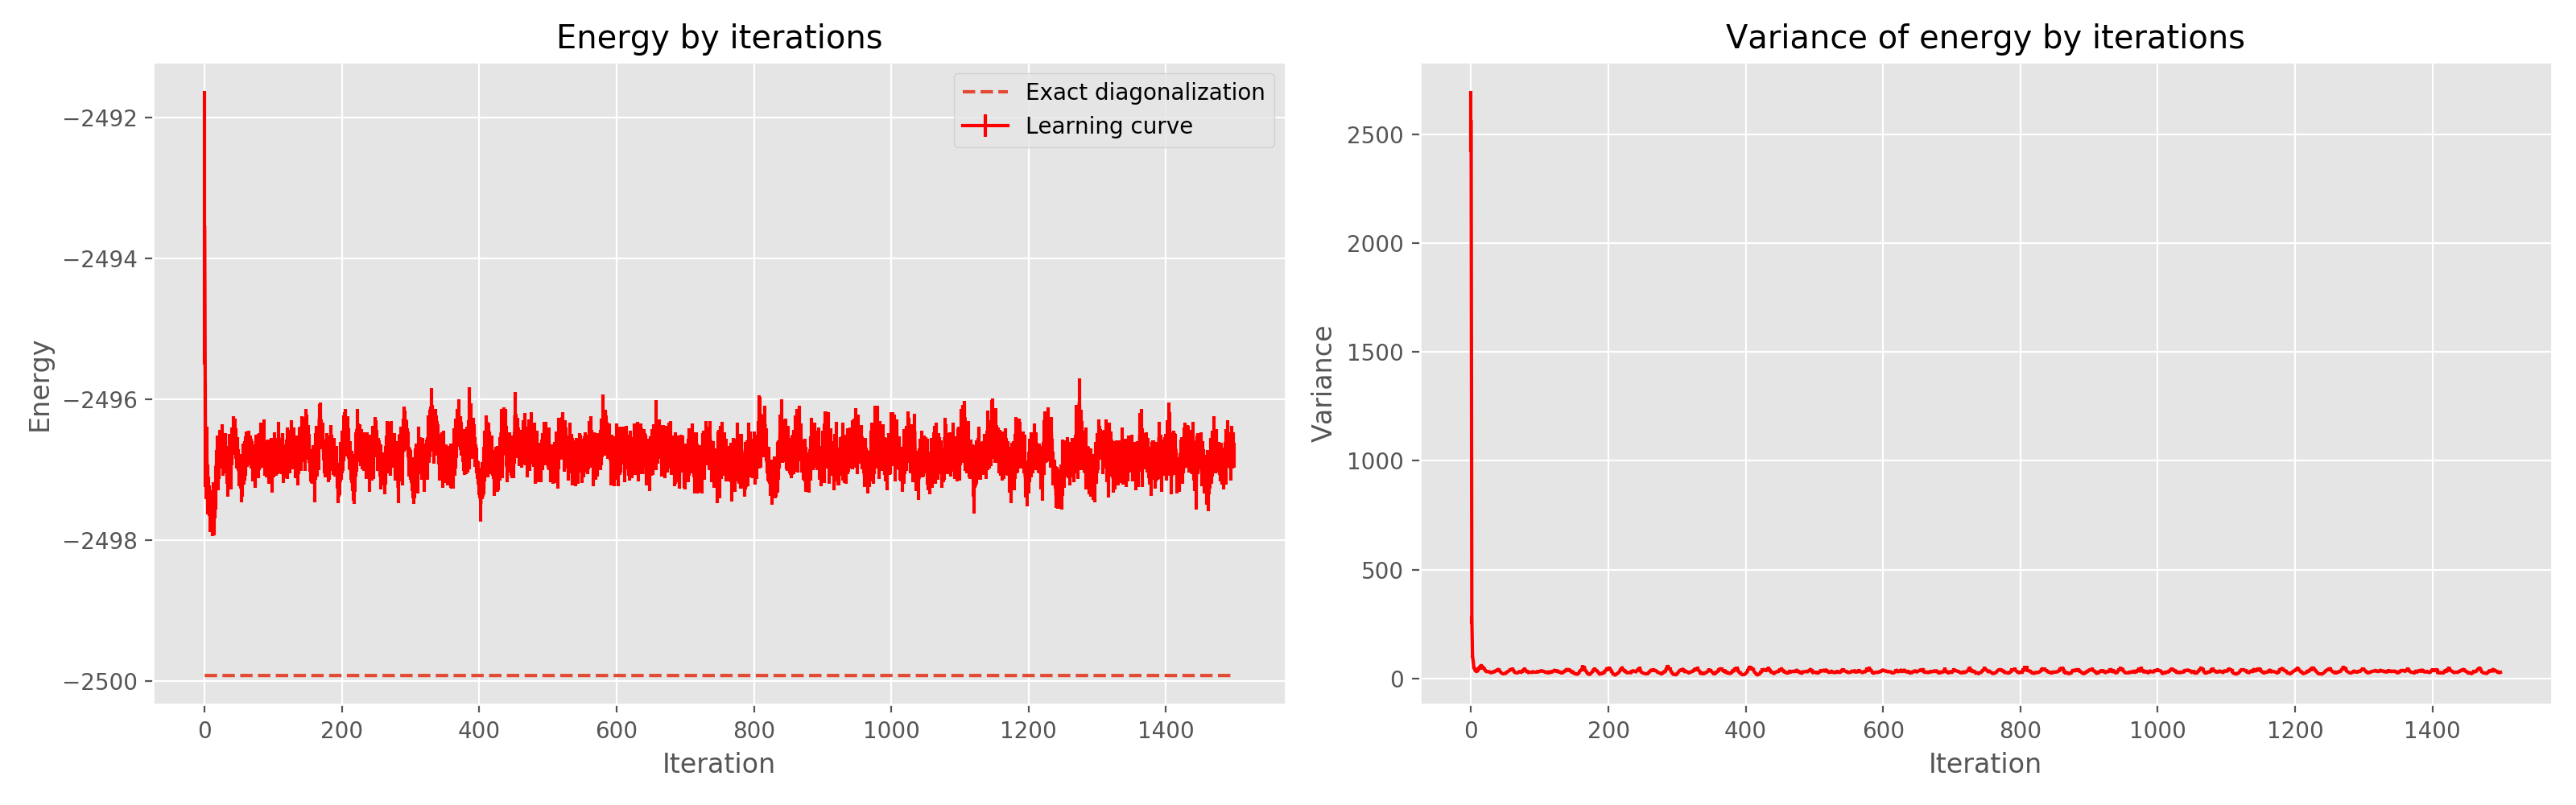 Energy by iterations
Exact diagonalization
Learning curve
−2492
−2494
−2496
−2498
−2500
Energy
0 200 400 600 800 1000 1200 1400
Iteration
Variance of energy by iterations
2500
2000
1500
1000
500
0
Variance
0 200 400 600 800 1000 1200 1400
Iteration